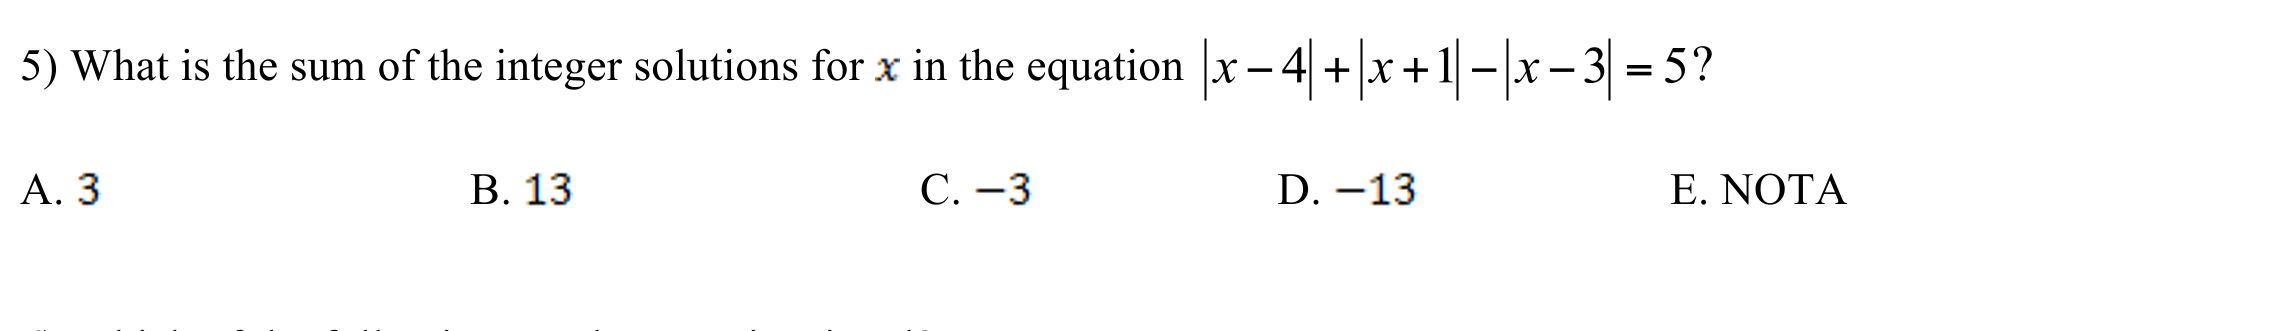 5) What is the sum of the integer solutions for x in the equation |x−4|+|x+1|−|x−3|=5?
A. 3 B. 13 C. −3 D. −13 E. NOTA